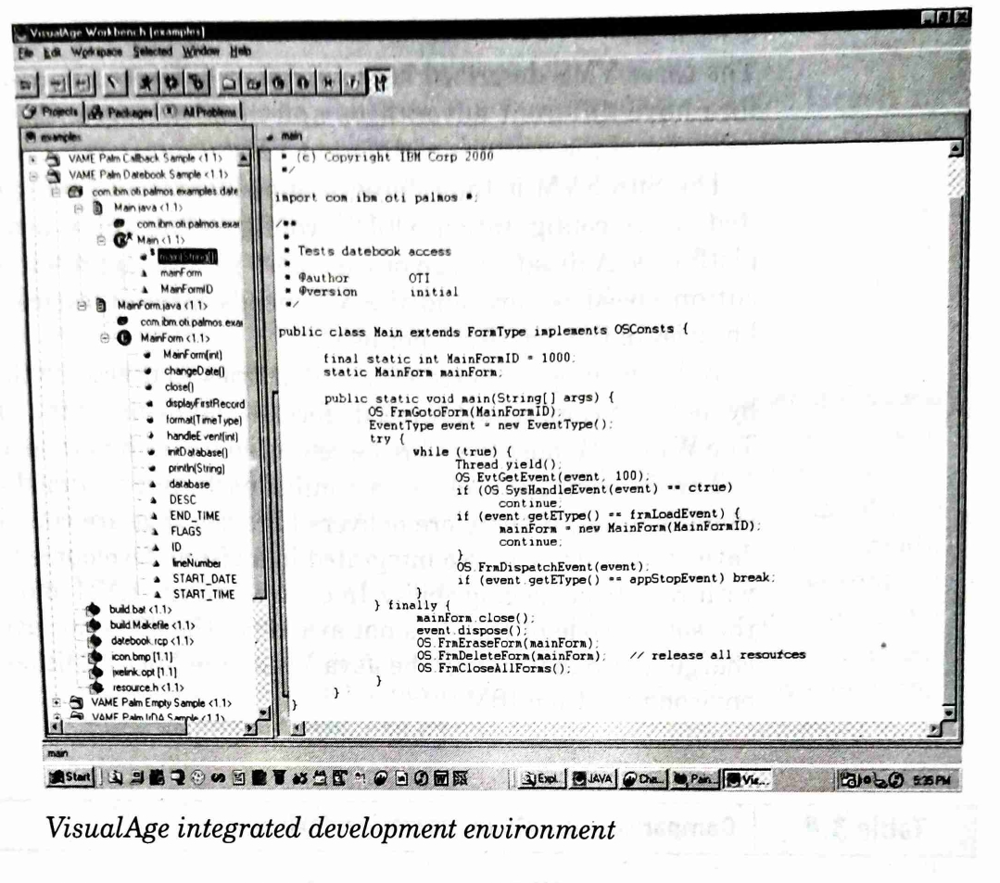 VisualAge Workbench [examples]
File Edit Workspace Selected Window Help
Projects Packages All Problems
examples
VAME Palm Callback Sample <1.1>
VAME Palm Datebook Sample <1.1>
com.ibm.oti.palmos.examples.date
Main.java <1.1>
com.ibm.oti.palmos.exar
Main <1.1>
main(String[])
mainForm
MainFormID
MainForm.java <1.1>
com.ibm.oti.palmos.exa
MainForm <1.1>
MainForm(int)
changeDate()
close()
displayFirstRecord
format(TimeType)
handleEvent(int)
initDatabase()
println(String)
database
DESC
END_TIME
FLAGS
ID
lineNumber
START_DATE
START_TIME
build.bat <1.1>
build.Makefile <1.1>
datebook.rcp <1.1>
icon.bmp [1.1]
jxelink.opt [1.1]
resource.h <1.1>
VAME Palm Empty Sample <1.1>
VAME Palm IrDA Sample <1.1>
main
* (c) Copyright IBM Corp 2000
*/
import com.ibm.oti.palmos.*;
/**
*
* Tests datebook access
*
* @author OTI
* @version initial
*/
public class Main extends FormType implements OSConsts {
final static int MainFormID = 1000;
static MainForm mainForm;
public static void main(String[] args) {
OS.FrmGotoForm(MainFormID);
EventType event = new EventType();
try {
while (true) {
Thread.yield();
OS.EvtGetEvent(event, 100);
if (OS.SysHandleEvent(event) == ctrue)
continue;
if (event.getEType() == frmLoadEvent) {
mainForm = new MainForm(MainFormID);
continue;
}
OS.FrmDispatchEvent(event);
if (event.getEType() == appStopEvent) break;
}
} finally {
mainForm.close();
event.dispose();
OS.FrmEraseForm(mainForm);
OS.FrmDeleteForm(mainForm); // release all resources
OS.FrmCloseAllForms();
}
}
}
main
Start Expl... JAVA Cha... Pain... Vis... 5:35 PM
VisualAge integrated development environment